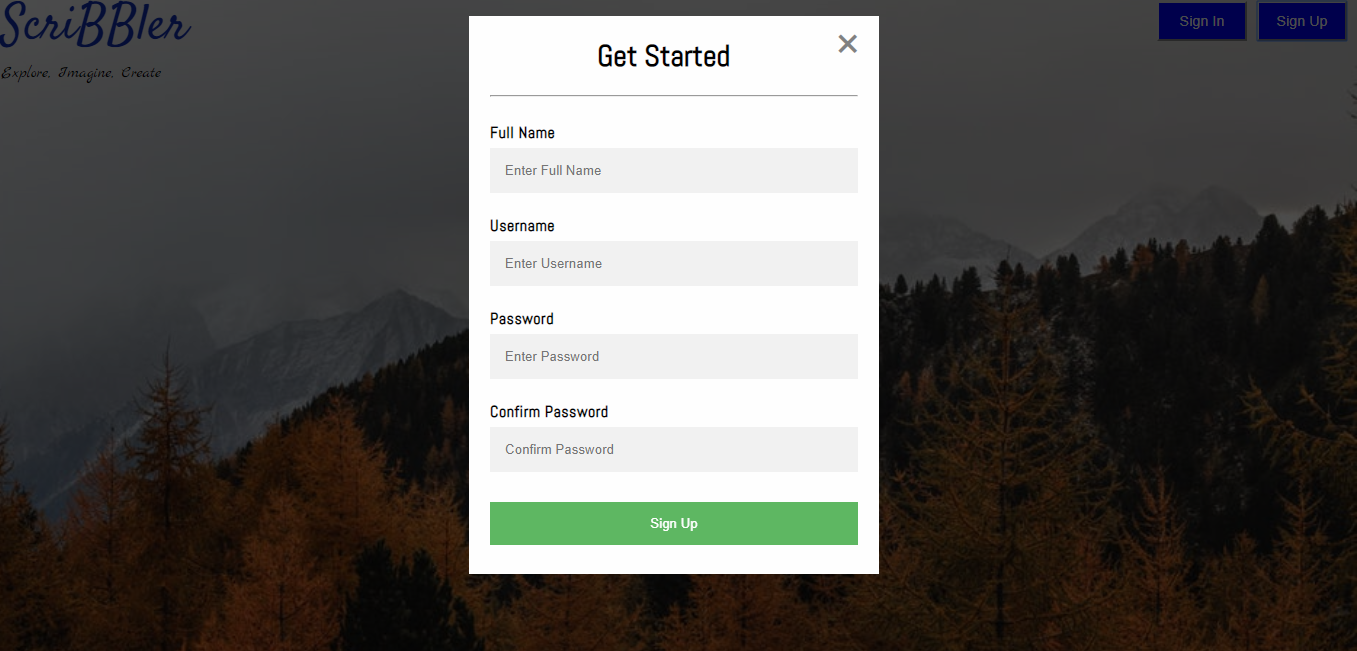 ScriBBler
Explore, Imagine, Create
Sign In
Sign Up
Get Started
Full Name
Enter Full Name
Username
Enter Username
Password
Enter Password
Confirm Password
Confirm Password
Sign Up